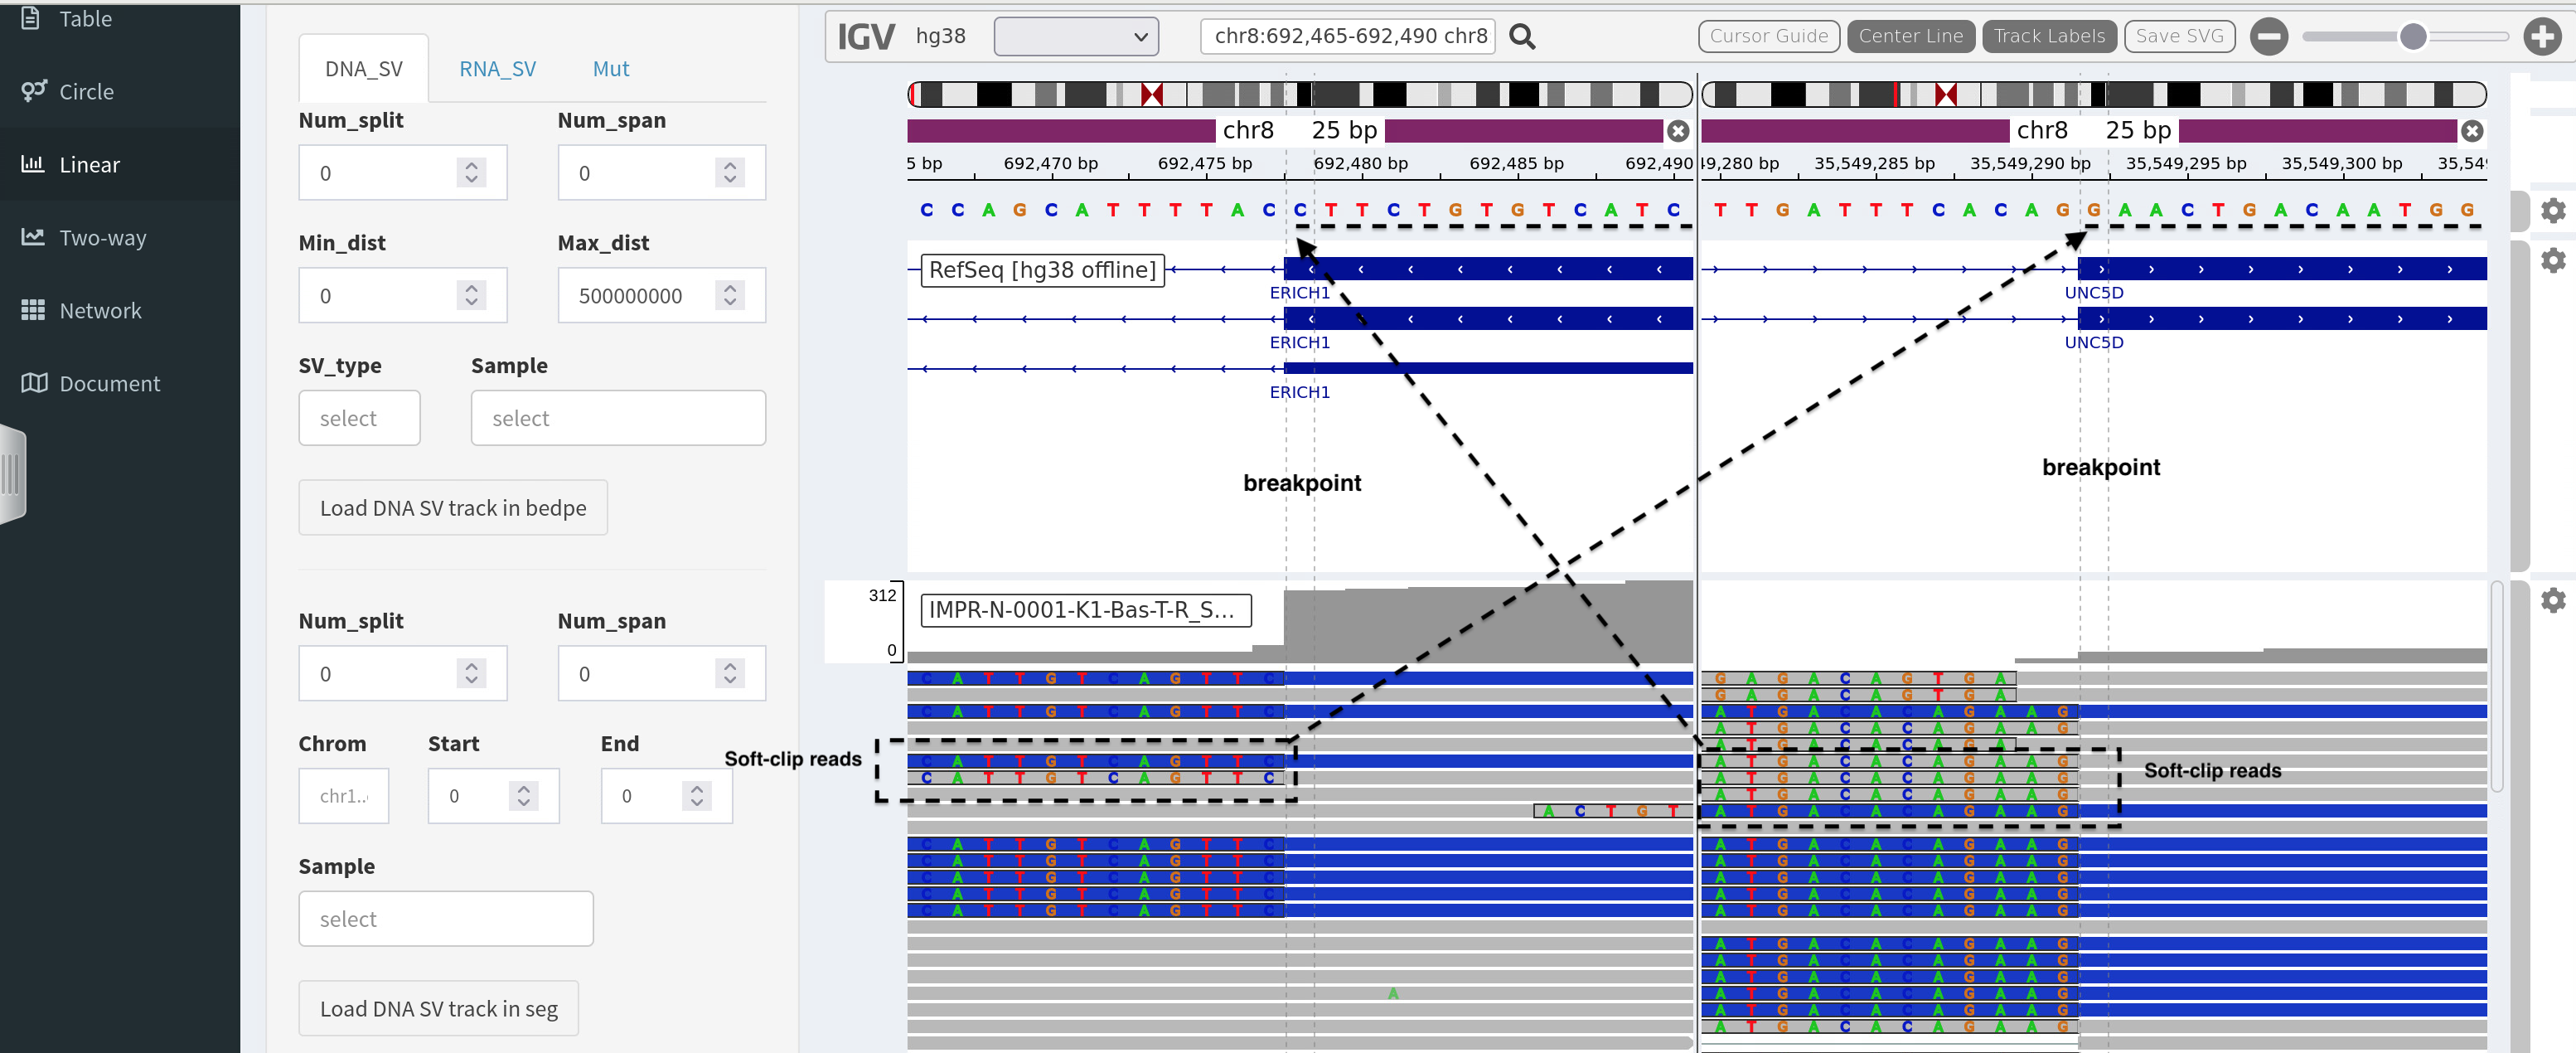 Table
Circle
Linear
Two-way
Network
Document
DNA_SV RNA_SV Mut
Num_split Num_span
0 0
Min_dist Max_dist
0 500000000
SV_type Sample
select select
Load DNA SV track in bedpe
Num_split Num_span
0 0
Chrom Start End
chr1.. 0 0
Sample
select
Load DNA SV track in seg
IGV hg38 chr8:692,465-692,490 chr8 Cursor Guide Center Line Track Labels Save SVG
chr8 25 bp chr8 25 bp
5 bp 692,470 bp 692,475 bp 692,480 bp 692,485 bp 692,490 49,280 bp 35,549,285 bp 35,549,290 bp 35,549,295 bp 35,549,300 bp 35,549
C C A G C A T T T T A C C T T C T G T G T C A T C T T G A T T T C A C A G G A A C T G A C A A T G G
RefSeq [hg38 offline]
ERICH1 UNC5D
ERICH1 UNC5D
ERICH1
breakpoint breakpoint
312
IMPR-N-0001-K1-Bas-T-R_S...
0
C A T T G T C A G T T C G A G A C A G T G A
G A G A C A G T G A
C A T T G T C A G T T C A T G A C A C A G A A G
A T G A C A C A G A A G
A T G A C A C A G A
Soft-clip reads C A T T G T C A G T T C A T G A C A C A G A A G Soft-clip reads
C A T T G T C A G T T C A T G A C A C A G A A G
A T G A C A C A G A A G
A C T G T A T G A C A C A G A A G
C A T T G T C A G T T C A T G A C A C A G A A G
C A T T G T C A G T T C A T G A C A C A G A A G
C A T T G T C A G T T C A T G A C A C A G A A G
C A T T G T C A G T T C A T G A C A C A G A A G
C A T T G T C A G T T C A T G A C A C A G A A G
A T G A C A C A G A A G
A T G A C A C A G A A G
A T G A C A C A G A A G
A A T G A C A C A G A A G
A T G A C A C A G A A G
A T G A C A C A G A A G